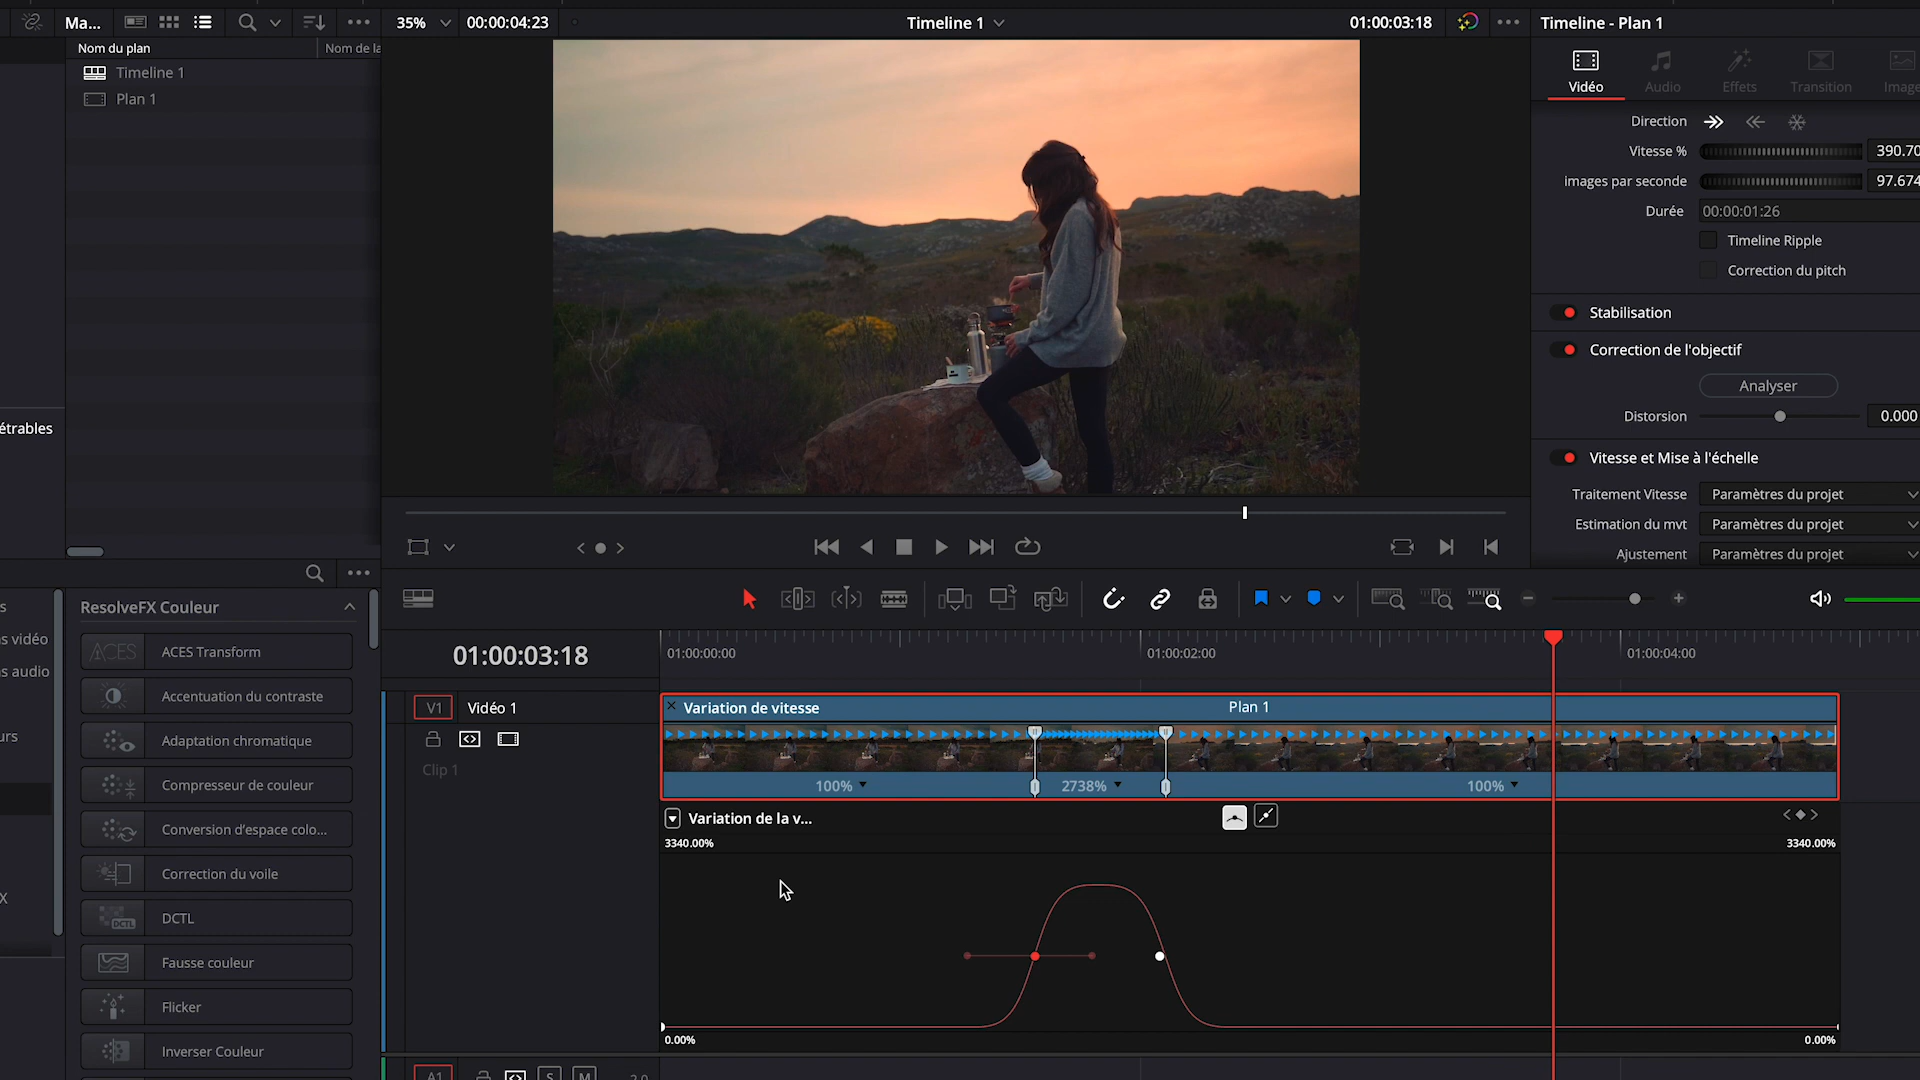 Ma...
35%
00:00:04:23
Timeline 1
01:00:03:18
Timeline - Plan 1
Nom du plan
Nom de la
Timeline 1
Plan 1
étrables
Vidéo
Audio
Effets
Transition
Image
Direction
Vitesse %
390.70
images par seconde
97.674
Durée
00:00:01:26
Timeline Ripple
Correction du pitch
Stabilisation
Correction de l'objectif
Analyser
Distorsion
0.000
Vitesse et Mise à l'échelle
Traitement Vitesse
Paramètres du projet
Estimation du mvt
Paramètres du projet
Ajustement
Paramètres du projet
s
s vidéo
s audio
urs
X
ResolveFX Couleur
ACES
ACES Transform
Accentuation du contraste
Adaptation chromatique
Compresseur de couleur
Conversion d'espace colo...
Correction du voile
DCTL
DCTL
Fausse couleur
Flicker
Inverser Couleur
01:00:03:18
01:00:00:00
01:00:02:00
01:00:04:00
V1
Vidéo 1
Clip 1
Variation de vitesse
Plan 1
100%
2738%
100%
Variation de la v...
3340.00%
3340.00%
0.00%
0.00%
A1
S
M
2.0